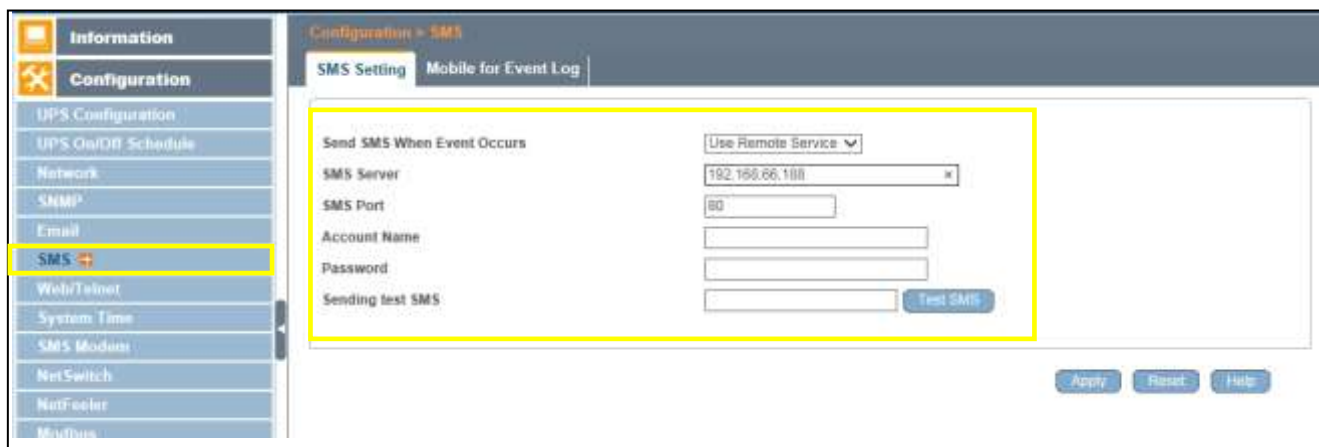 Information
Configuration
UPS Configuration
UPS On/Off Schedule
Network
SNMP
Email
SMS
Web/Telnet
System Time
SMS Modem
NetSwitch
NetFeeler
Modbus
Configuration > SMS
SMS Setting Mobile for Event Log
Send SMS When Event Occurs Use Remote Service
SMS Server 192.168.66.188 ×
SMS Port 80
Account Name
Password
Sending test SMS Test SMS
Apply Reset Help